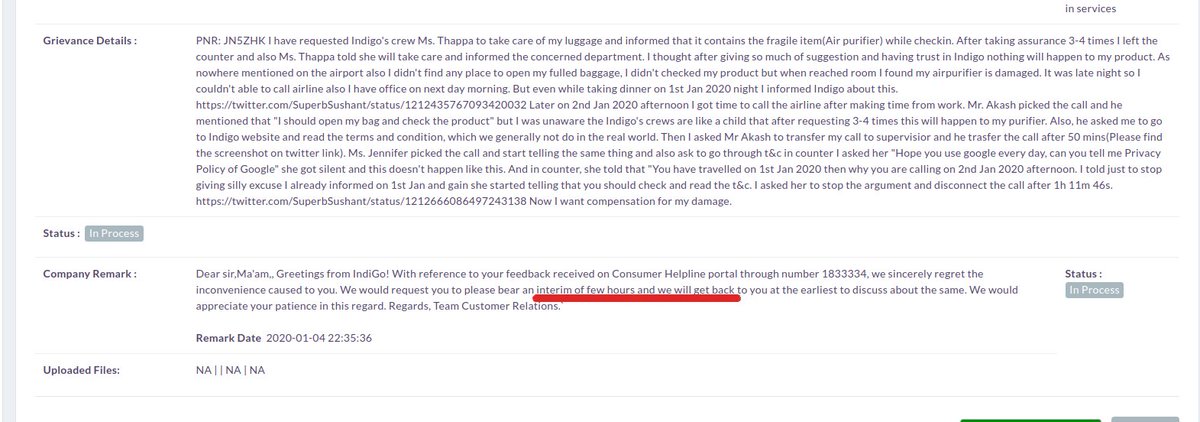 in services
Grievance Details :
PNR: JN5ZHK I have requested Indigo's crew Ms. Thappa to take care of my luggage and informed that it contains the fragile item(Air purifier) while checkin. After taking assurance 3-4 times I left the
counter and also Ms. Thappa told she will take care and informed the concerned department. I thought after giving so much of suggestion and having trust in Indigo nothing will happen to my product. As
nowhere mentioned on the airport also I didn't find any place to open my fulled baggage, I didn't checked my product but when reached room I found my airpurifier is damaged. It was late night so I
couldn't able to call airline also I have office on next day morning. But even while taking dinner on 1st Jan 2020 night I informed Indigo about this.
https://twitter.com/SuperbSushant/status/1212435767093420032 Later on 2nd Jan 2020 afternoon I got time to call the airline after making time from work. Mr. Akash picked the call and he
mentioned that "I should open my bag and check the product" but I was unaware the Indigo's crews are like a child that after requesting 3-4 times this will happen to my purifier. Also, he asked me to go
to Indigo website and read the terms and condition, which we generally not do in the real world. Then I asked Mr Akash to transfer my call to supervisior and he trasfer the call after 50 mins(Please find
the screenshot on twitter link). Ms. Jennifer picked the call and start telling the same thing and also ask to go through t&c in counter I asked her "Hope you use google every day, can you tell me Privacy
Policy of Google" she got silent and this doesn't happen like this. And in counter, she told that "You have travelled on 1st Jan 2020 then why you are calling on 2nd Jan 2020 afternoon. I told just to stop
giving silly excuse I already informed on 1st Jan and gain she started telling that you should check and read the t&c. I asked her to stop the argument and disconnect the call after 1h 11m 46s.
https://twitter.com/SuperbSushant/status/1212666086497243138 Now I want compensation for my damage.
Status : In Process
Company Remark :
Dear sir,Ma'am,, Greetings from IndiGo! With reference to your feedback received on Consumer Helpline portal through number 1833334, we sincerely regret the
inconvenience caused to you. We would request you to please bear an interim of few hours and we will get back to you at the earliest to discuss about the same. We would
appreciate your patience in this regard. Regards, Team Customer Relations.
Status :
In Process
Remark Date 2020-01-04 22:35:36
Uploaded Files:
NA | | NA | NA